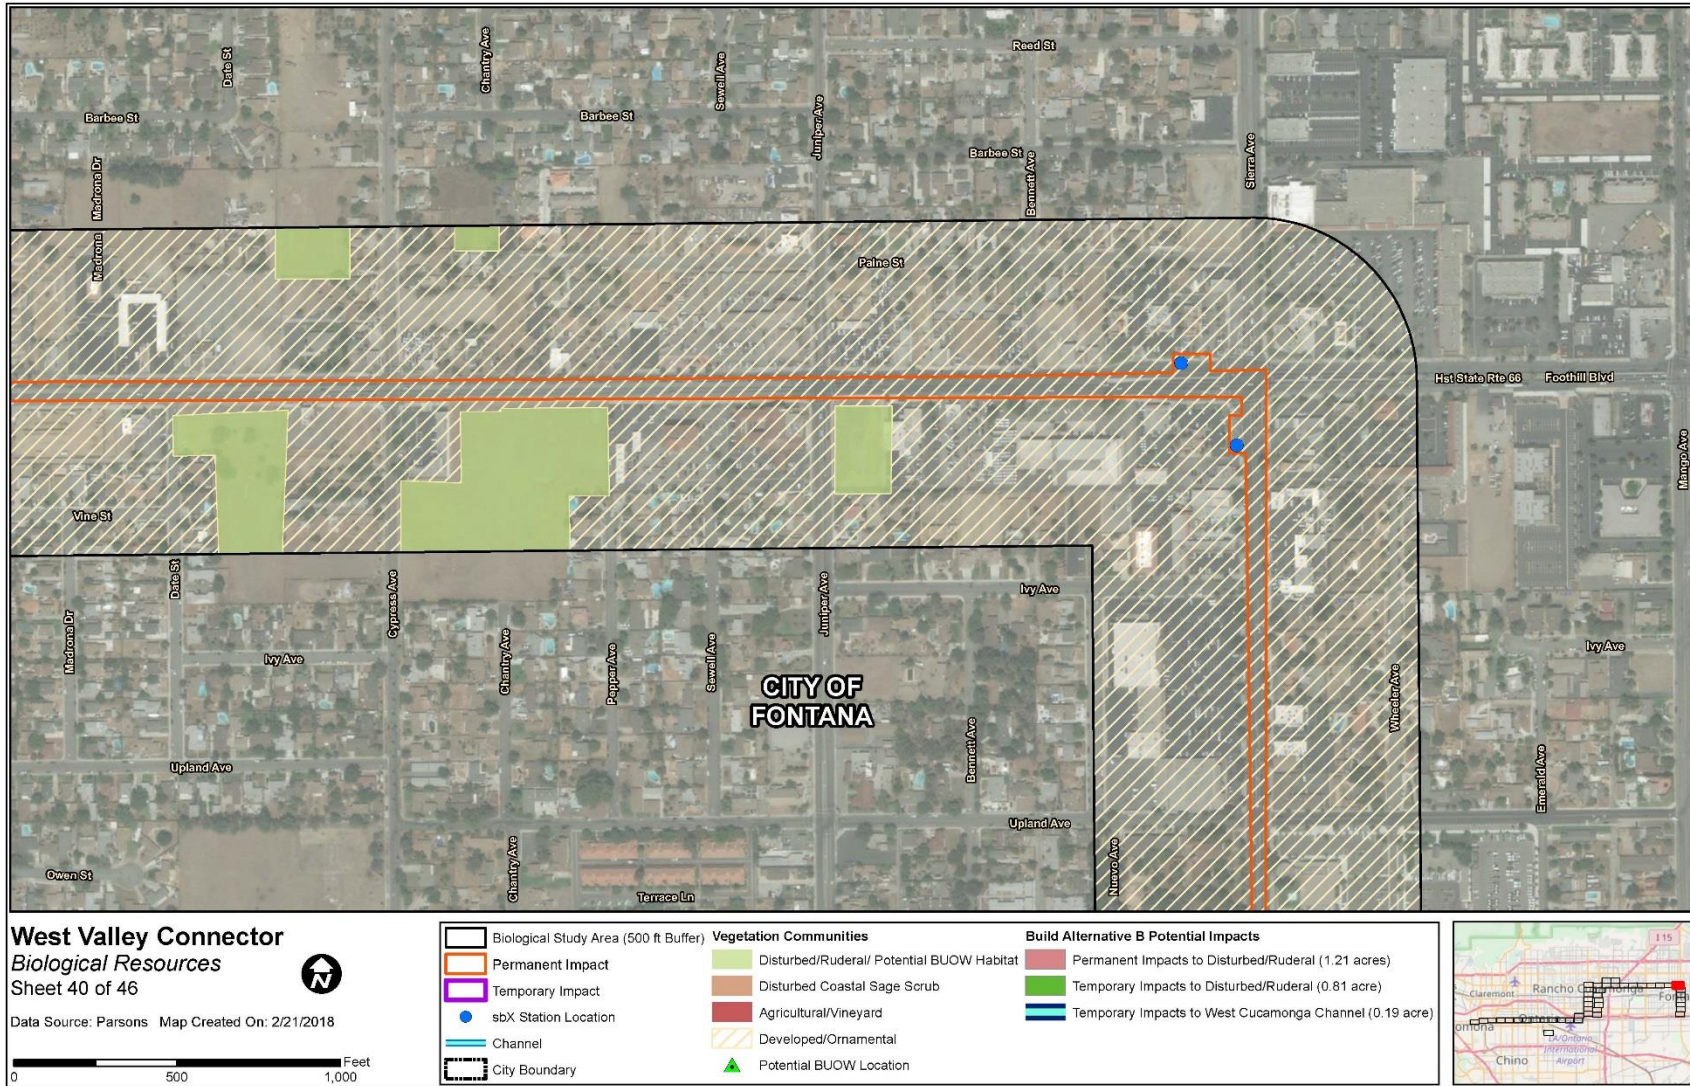 Reed St
Date St
Chantry Ave
Sewell Ave
Juniper Ave
Barbee St
Barbee St
Barbee St
Bennett Ave
Sierra Ave
Madrona Dr
Madrona
Paine St
Hst State Rte 66
Foothill Blvd
Mango Ave
Vine St
Date St
Madrona Dr
Cypress Ave
Ivy Ave
Chantry Ave
Pepper Ave
Sewell Ave
Juniper Ave
Ivy Ave
Ivy Ave
CITY OF
FONTANA
Wheeler Ave
Bennett Ave
Emerald Ave
Upland Ave
Upland Ave
Owen St
Chantry Ave
Terrace Ln
Nuevo Ave
West Valley Connector
Biological Resources
Sheet 40 of 46
N
Data Source: Parsons Map Created On: 2/21/2018
Feet
0 500 1,000
Biological Study Area (500 ft Buffer)
Permanent Impact
Temporary Impact
sbX Station Location
Channel
City Boundary
Vegetation Communities
Disturbed/Ruderal/ Potential BUOW Habitat
Disturbed Coastal Sage Scrub
Agricultural/Vineyard
Developed/Ornamental
Potential BUOW Location
Build Alternative B Potential Impacts
Permanent Impacts to Disturbed/Ruderal (1.21 acres)
Temporary Impacts to Disturbed/Ruderal (0.81 acre)
Temporary Impacts to West Cucamonga Channel (0.19 acre)
I 15
Claremont
Rancho Cucamonga
Chino
LA/Ontario
International
Airport